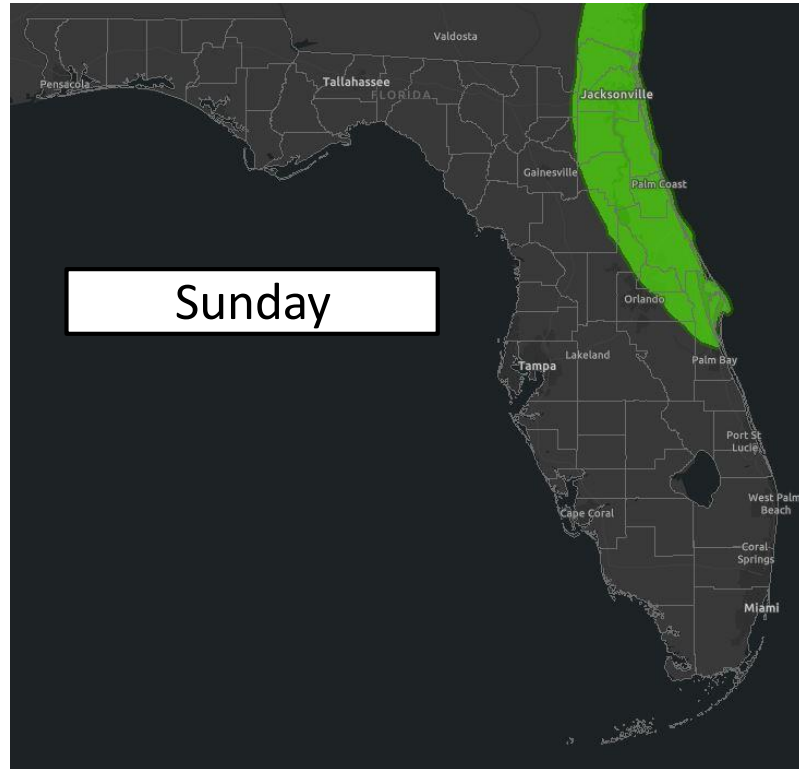 Valdosta
Pensacola
Tallahassee
FLORIDA
Jacksonville
Gainesville
Palm Coast
Sunday
Orlando
Lakeland
Tampa
Palm Bay
Port St
Lucie
West Palm
Beach
Cape Coral
Coral
Springs
Miami